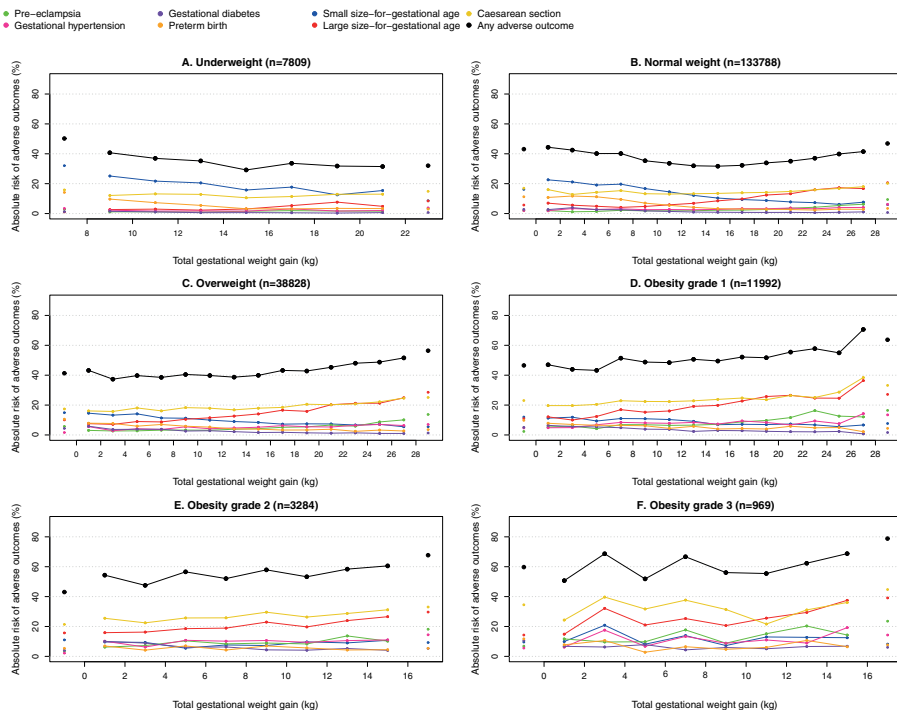 Pre-eclampsia Gestational diabetes Small size-for-gestational age Caesarean section
Gestational hypertension Preterm birth Large size-for-gestational age Any adverse outcome
A. Underweight (n=7809)
Absolute risk of adverse outcomes (%)
0 20 40 60 80
8 10 12 14 16 18 20 22
Total gestational weight gain (kg)
B. Normal weight (n=133788)
Absolute risk of adverse outcomes (%)
0 20 40 60 80
0 2 4 6 8 10 12 14 16 18 20 22 24 26 28
Total gestational weight gain (kg)
C. Overweight (n=38828)
Absolute risk of adverse outcomes (%)
0 20 40 60 80
0 2 4 6 8 10 12 14 16 18 20 22 24 26 28
Total gestational weight gain (kg)
D. Obesity grade 1 (n=11992)
Absolute risk of adverse outcomes (%)
0 20 40 60 80
0 2 4 6 8 10 12 14 16 18 20 22 24 26 28
Total gestational weight gain (kg)
E. Obesity grade 2 (n=3284)
Absolute risk of adverse outcomes (%)
0 20 40 60 80
0 2 4 6 8 10 12 14 16
Total gestational weight gain (kg)
F. Obesity grade 3 (n=969)
Absolute risk of adverse outcomes (%)
0 20 40 60 80
0 2 4 6 8 10 12 14 16
Total gestational weight gain (kg)